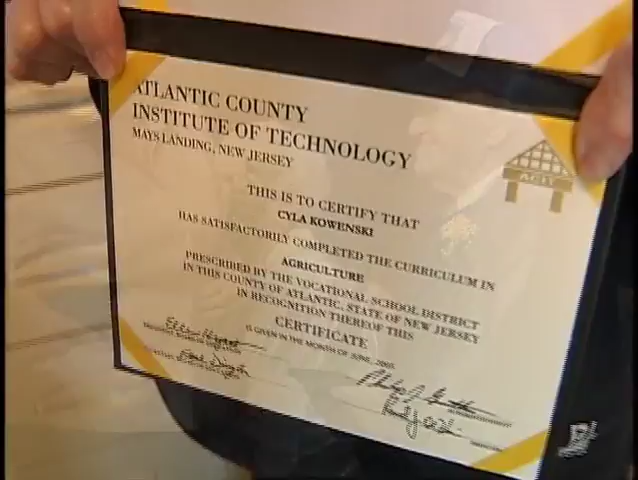 ATLANTIC COUNTY
INSTITUTE OF TECHNOLOGY
MAYS LANDING, NEW JERSEY
ACIT
THIS IS TO CERTIFY THAT
CYLA KOWENSKI
HAS SATISFACTORILY COMPLETED THE CURRICULUM IN
AGRICULTURE
PRESCRIBED BY THE VOCATIONAL SCHOOL DISTRICT
IN THIS COUNTY OF ATLANTIC, STATE OF NEW JERSEY
IN RECOGNITION THEREOF THIS
CERTIFICATE
IS GIVEN IN THE MONTH OF JUNE,